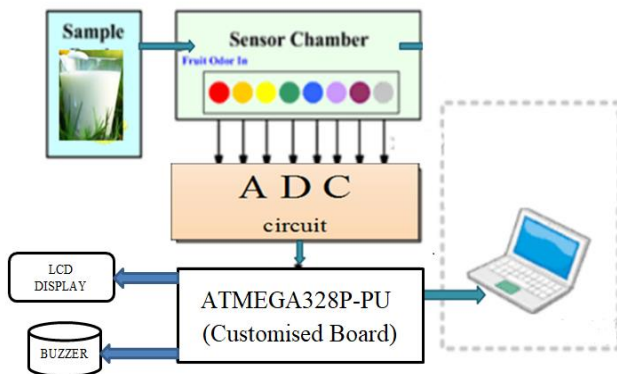 Sample
Sensor Chamber
Fruit Odor In
A D C
circuit
LCD
DISPLAY
ATMEGA328P-PU
(Customised Board)
BUZZER